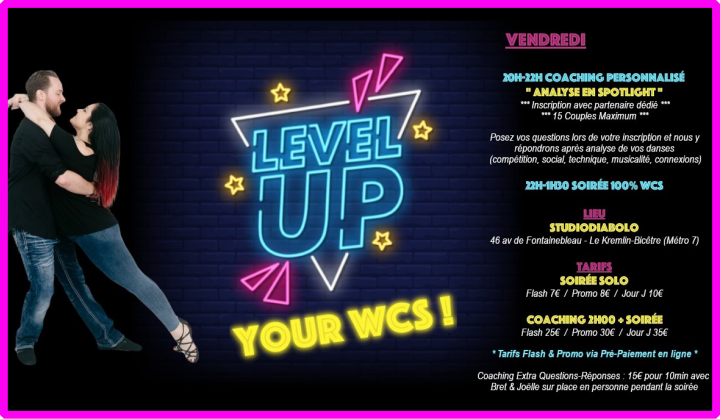 LEVEL
UP
YOUR WCS !
VENDREDI
20H-22H COACHING PERSONNALISÉ
" ANALYSE EN SPOTLIGHT "
*** Inscription avec partenaire dédié ***
*** 15 Couples Maximum ***
Posez vos questions lors de votre inscription et nous y
répondrons après analyse de vos danses
(compétition, social, technique, musicalité, connexions)
22H-1H30 SOIRÉE 100% WCS
LIEU
STUDIODIABOLO
46 av de Fontainebleau - Le Kremlin-Bicêtre (Métro 7)
TARIFS
SOIRÉE SOLO
Flash 7€ / Promo 8€ / Jour J 10€
COACHING 2H00 + SOIRÉE
Flash 25€ / Promo 30€ / Jour J 35€
* Tarifs Flash & Promo via Pré-Paiement en ligne *
Coaching Extra Questions-Réponses : 15€ pour 10min avec
Bret & Joëlle sur place en personne pendant la soirée